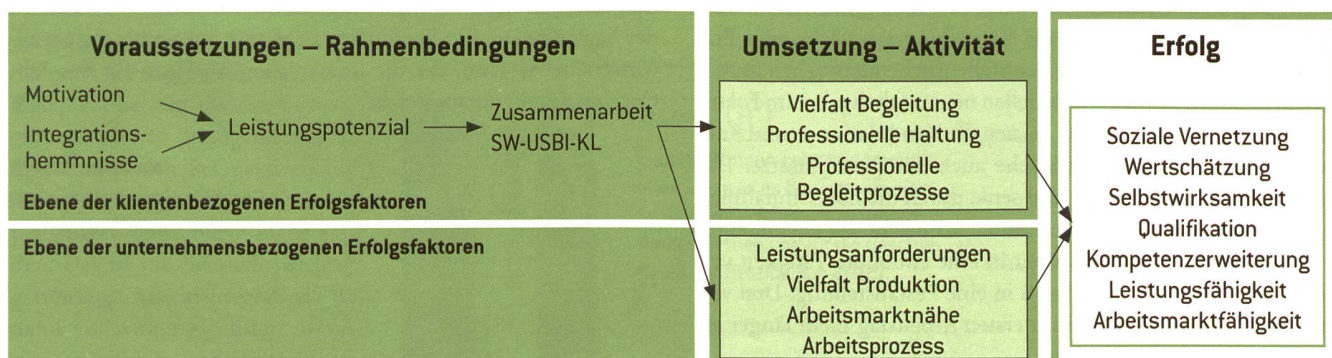 Voraussetzungen – Rahmenbedingungen
Motivation
Integrations-
hemmnisse
Leistungspotenzial
Zusammenarbeit
SW-USBI-KL
Ebene der klientenbezogenen Erfolgsfaktoren
Ebene der unternehmensbezogenen Erfolgsfaktoren
Umsetzung – Aktivität
Vielfalt Begleitung
Professionelle Haltung
Professionelle
Begleitprozesse
Leistungsanforderungen
Vielfalt Produktion
Arbeitsmarktnähe
Arbeitsprozess
Erfolg
Soziale Vernetzung
Wertschätzung
Selbstwirksamkeit
Qualifikation
Kompetenzerweiterung
Leistungsfähigkeit
Arbeitsmarktfähigkeit